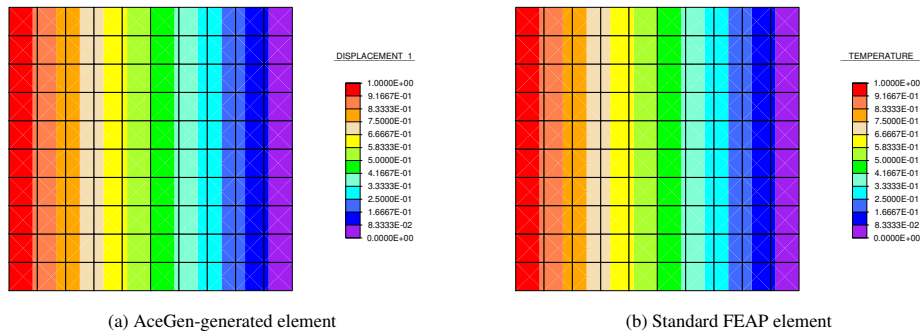 DISPLACEMENT 1
1.0000E+00
9.1667E-01
8.3333E-01
7.5000E-01
6.6667E-01
5.8333E-01
5.0000E-01
4.1667E-01
3.3333E-01
2.5000E-01
1.6667E-01
8.3333E-02
0.0000E+00
(a) AceGen-generated element
TEMPERATURE
1.0000E+00
9.1667E-01
8.3333E-01
7.5000E-01
6.6667E-01
5.8333E-01
5.0000E-01
4.1667E-01
3.3333E-01
2.5000E-01
1.6667E-01
8.3333E-02
0.0000E+00
(b) Standard FEAP element